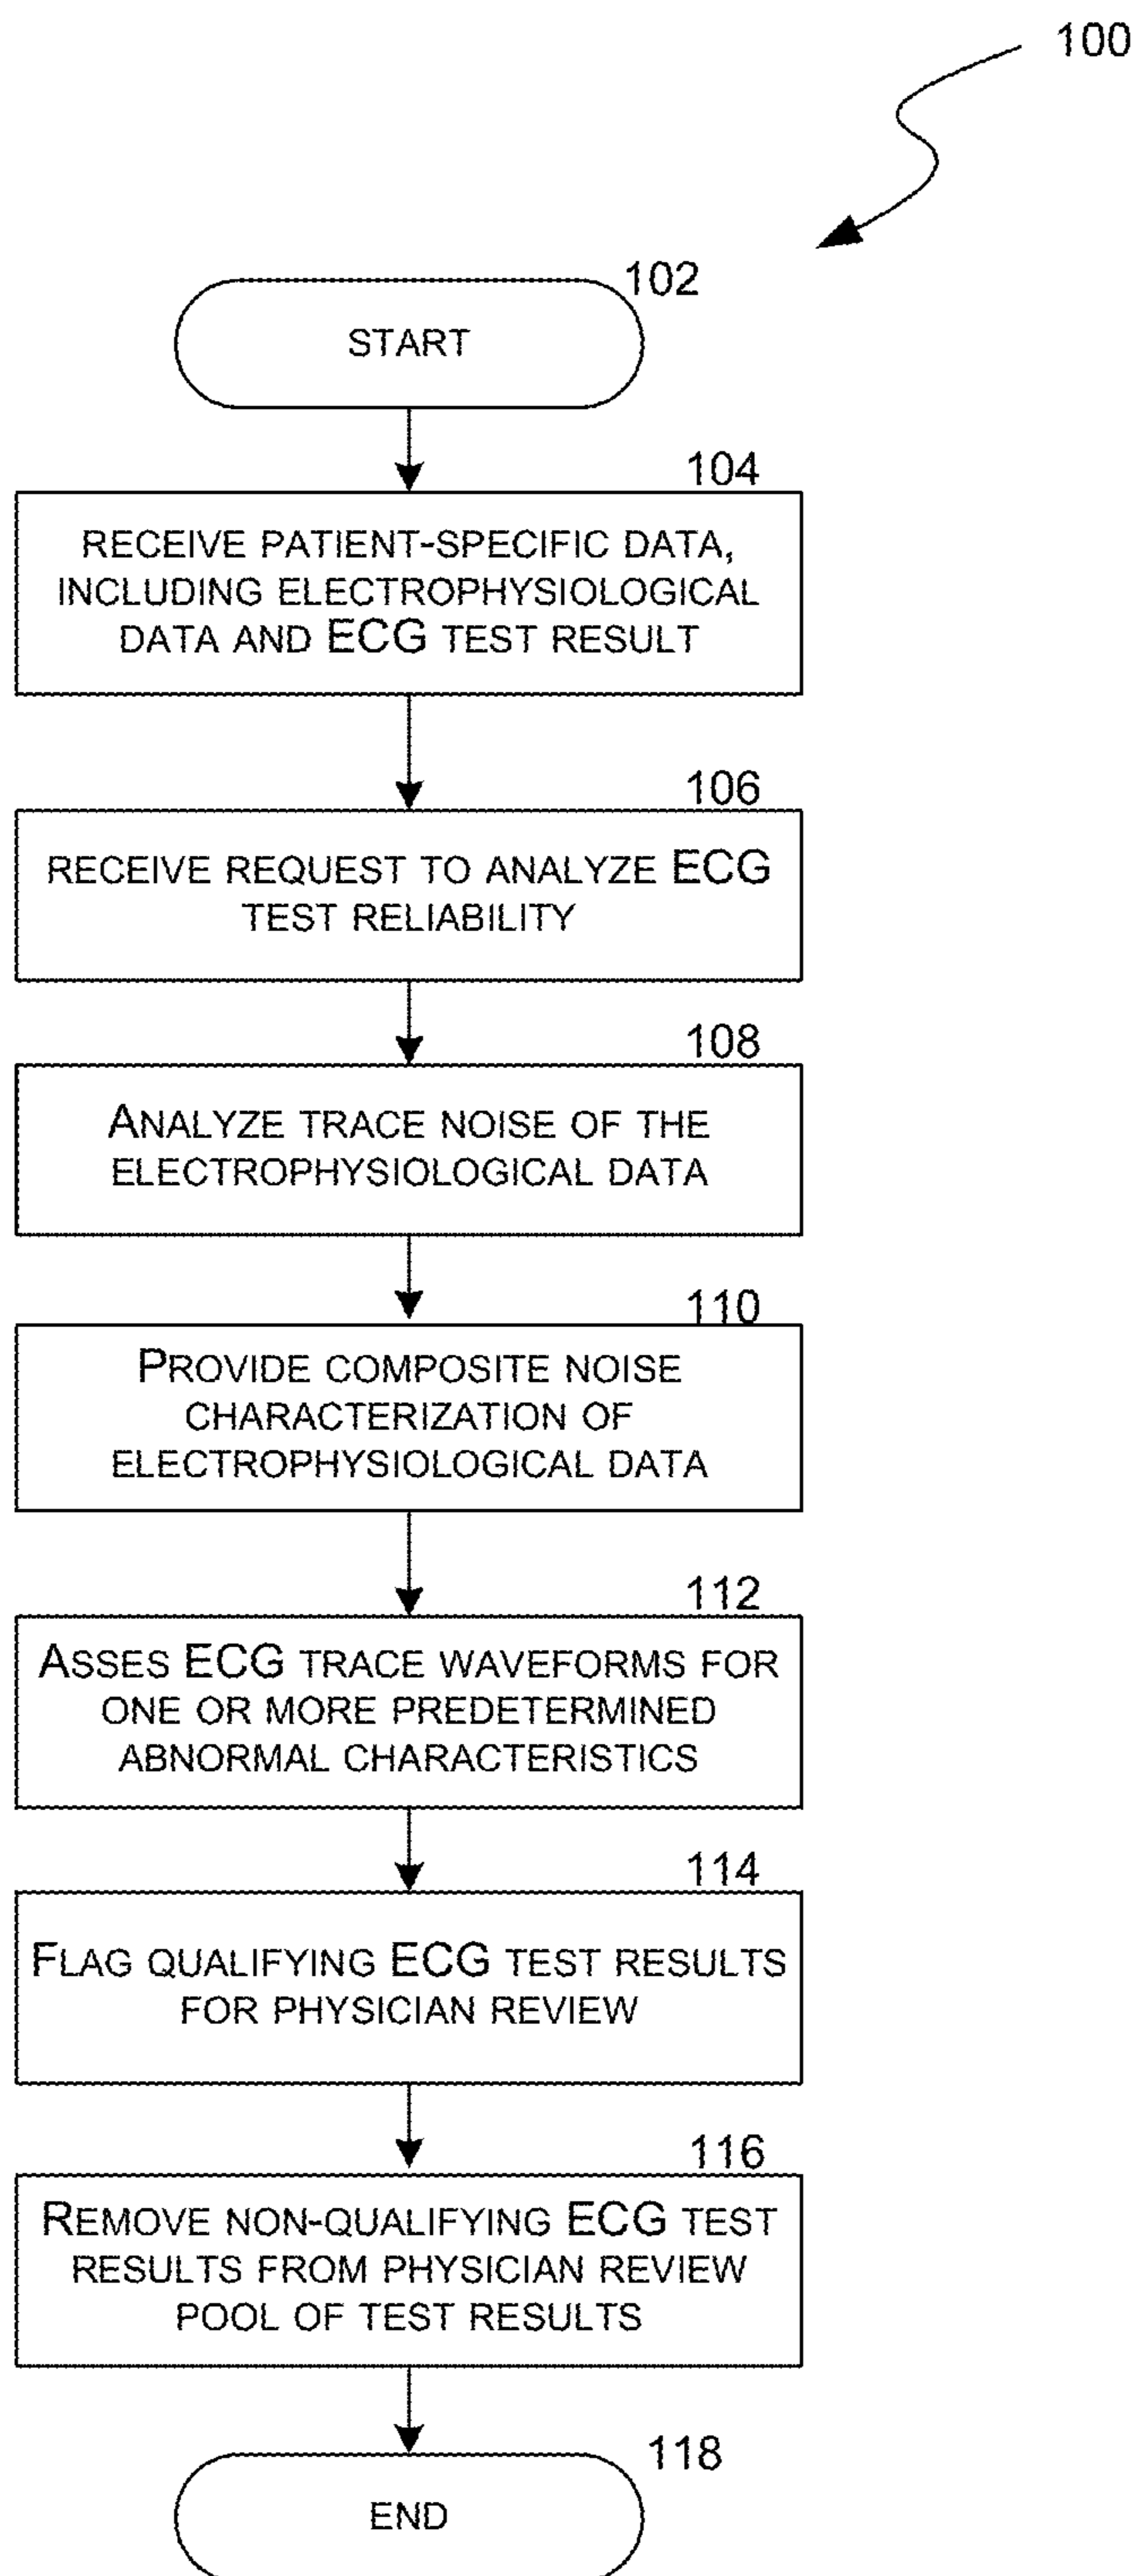 100
102
START
104
RECEIVE PATIENT-SPECIFIC DATA,
INCLUDING ELECTROPHYSIOLOGICAL
DATA AND ECG TEST RESULT
106
RECEIVE REQUEST TO ANALYZE ECG
TEST RELIABILITY
108
ANALYZE TRACE NOISE OF THE
ELECTROPHYSIOLOGICAL DATA
110
PROVIDE COMPOSITE NOISE
CHARACTERIZATION OF
ELECTROPHYSIOLOGICAL DATA
112
ASSES ECG TRACE WAVEFORMS FOR
ONE OR MORE PREDETERMINED
ABNORMAL CHARACTERISTICS
114
FLAG QUALIFYING ECG TEST RESULTS
FOR PHYSICIAN REVIEW
116
REMOVE NON-QUALIFYING ECG TEST
RESULTS FROM PHYSICIAN REVIEW
POOL OF TEST RESULTS
118
END